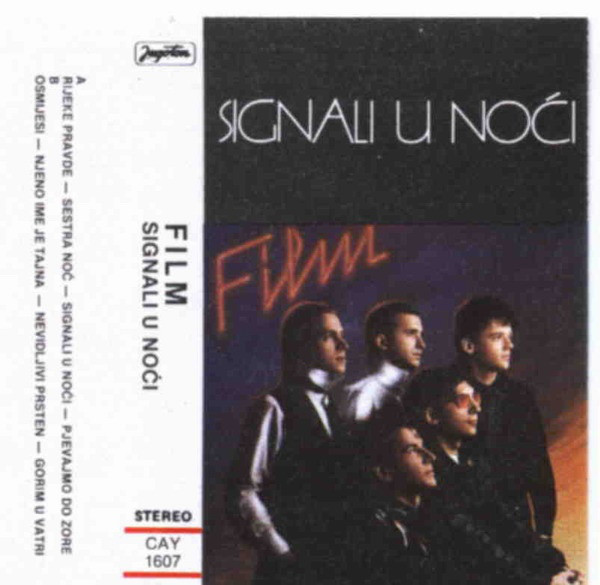 A
RIJEKE PRAVDE — SESTRA NOĆ — SIGNALI U NOĆI — PJEVAJMO DO ZORE
B
OSMIJESI — NJENO IME JE TAJNA — NEVIDLJIVI PRSTEN — GORIM U VATRI
Jugoton
FILM
SIGNALI U NOĆI
STEREO
CAY
1607
SIGNALI U NOĆI
Film